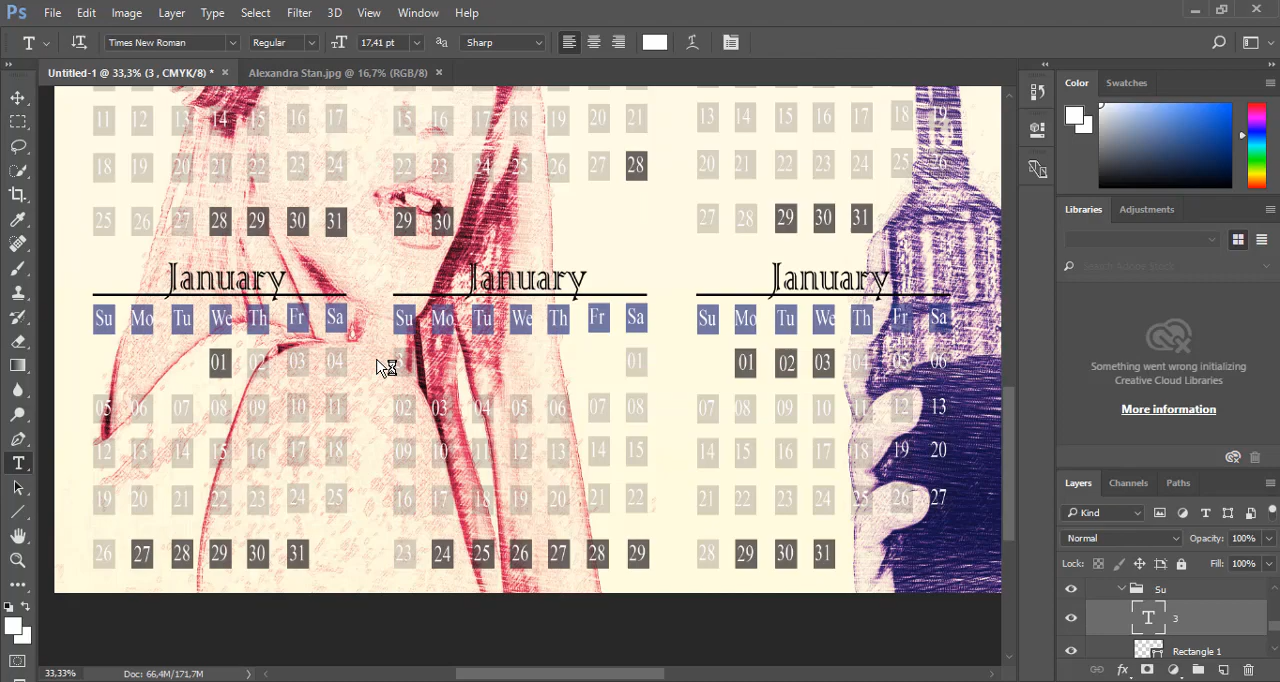 Ps File Edit Image Layer Type Select Filter 3D View Window Help
T Times New Roman Regular 17,41 pt Sharp
Untitled-1 @ 33,3% (3 , CMYK/8) * Alexandra Stan.jpg @ 16,7% (RGB/8)
11 12 13 14 15 16 17 15 16 17 18 19 20 21 13 14 15 16 17 18 19
18 19 20 21 22 23 24 22 23 24 25 26 27 28 20 21 22 23 24 25 26
25 26 27 28 29 30 31 29 30 27 28 29 30 31
January January January
Su Mo Tu We Th Fr Sa Su Mo Tu We Th Fr Sa Su Mo Tu We Th Fr Sa
01 02 03 04 01 01 02 03 04 05 06
05 06 07 08 09 10 11 02 03 04 05 06 07 08 07 08 09 10 11 12 13
12 13 14 15 16 17 18 09 10 11 12 13 14 15 14 15 16 17 18 19 20
19 20 21 22 23 24 25 16 17 18 19 20 21 22 21 22 23 24 25 26 27
26 27 28 29 30 31 23 24 25 26 27 28 29 28 29 30 31
33,33% Doc: 66,4M/171,7M
Color Swatches
Libraries Adjustments
Search Adobe Stock
Something went wrong initializing
Creative Cloud Libraries
More information
Layers Channels Paths
Kind
Normal Opacity: 100%
Lock: Fill: 100%
Su
T 3
Rectangle 1
fx